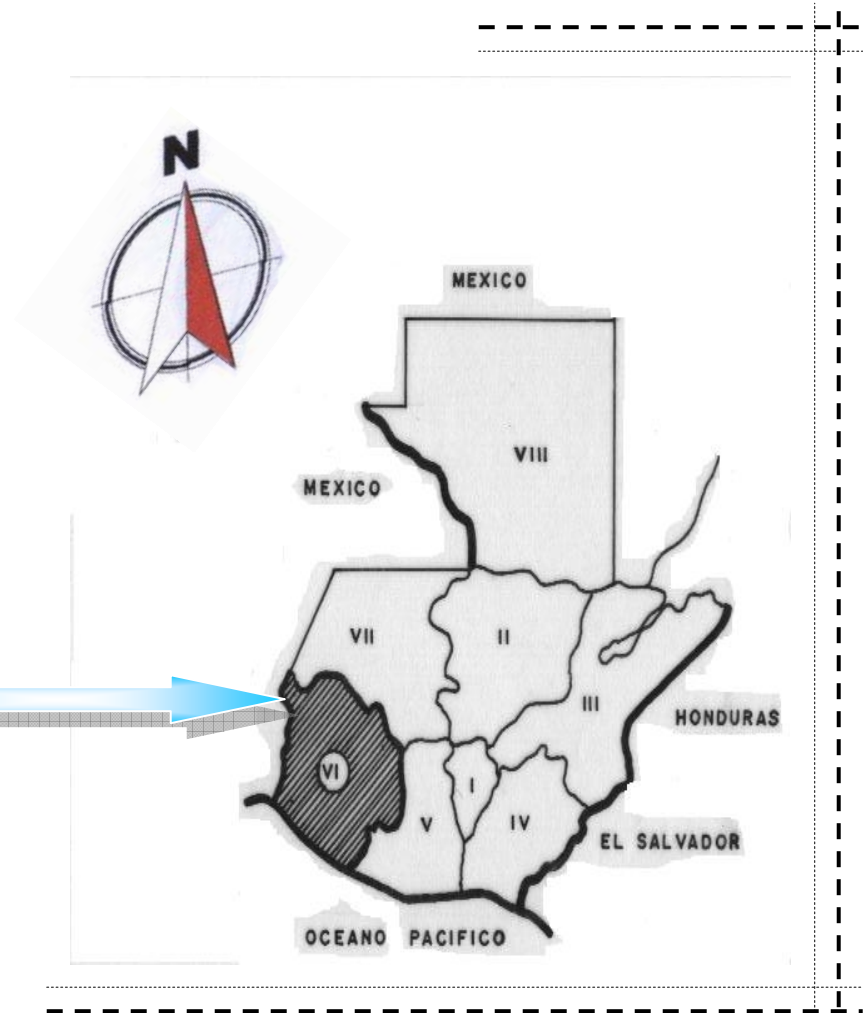 N
MEXICO
VIII
MEXICO
VII
II
III
HONDURAS
VI
I
V
IV
EL SALVADOR
OCEANO PACIFICO